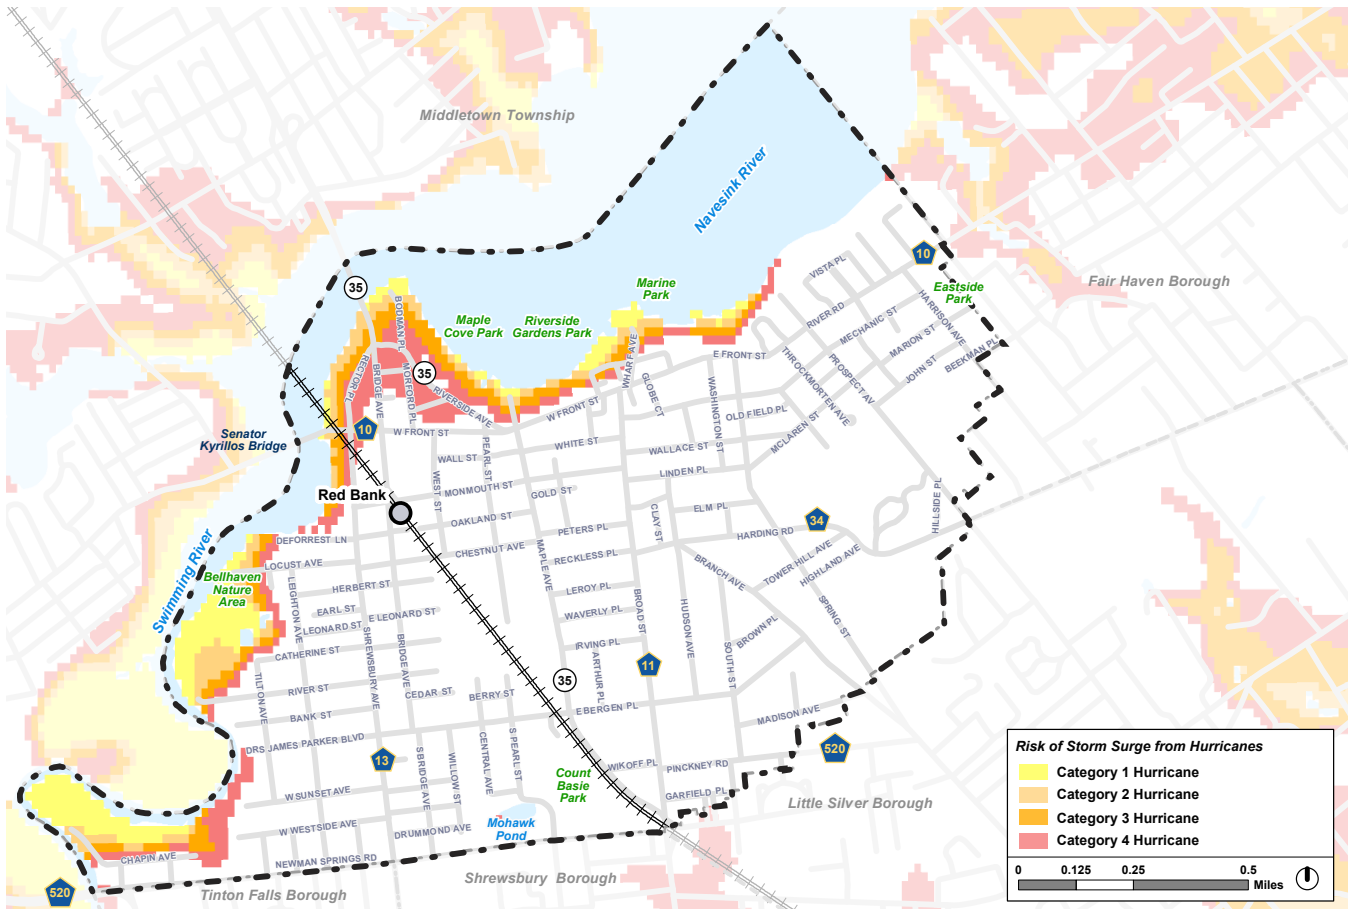 Middletown Township
Navesink River
Fair Haven Borough
Marine
Park
Maple
Cove Park
Riverside
Gardens Park
Eastside
Park
10
35
VISTA PL
RIVER RD
MECHANIC ST
HARRISON AVE
MARION ST
JOHN ST
BEEKMAN PL
THROCKMORTEN AVE
PROSPECT AV
E FRONT ST
BODMAN PL
RECTOR PL
BRIDGE AVE
MORFORD PL
35
RIVERSIDE AVE
WHARF AVE
GLOBE CT
WASHINGTON ST
OLD FIELD PL
MCLAREN ST
W FRONT ST
10
W FRONT ST
Senator
Kyrillos Bridge
WALL ST
PEARL ST
WHITE ST
WALLACE ST
LINDEN PL
WEST ST
MONMOUTH ST
GOLD ST
Red Bank
OAKLAND ST
CLAY ST
ELM PL
34
HILLSIDE PL
PETERS PL
HARDING RD
DEFORREST LN
CHESTNUT AVE
MAPLE AVE
RECKLESS PL
BRANCH AVE
TOWER HILL AVE
HIGHLAND AVE
Swimming River
LOCUST AVE
Bellhaven
Nature
Area
LEIGHTON AVE
HERBERT ST
EARL ST
E LEONARD ST
LEONARD ST
SHREWSBURY AVE
BRIDGE AVE
CATHERINE ST
LEROY PL
WAVERLY PL
BROAD ST
HUDSON AVE
SPRING ST
BROWN PL
IRVING PL
ARTHUR PL
SOUTH ST
11
35
TILTON AVE
RIVER ST
CEDAR ST
BERRY ST
BANK ST
E BERGEN PL
MADISON AVE
DRS JAMES PARKER BLVD
13
S BRIDGE AVE
WILLOW ST
CENTRAL AVE
S PEARL ST
520
WIKOFF PL
PINCKNEY RD
Count
Basie
Park
GARFIELD PL
W SUNSET AVE
Little Silver Borough
W WESTSIDE AVE
DRUMMOND AVE
Mohawk
Pond
CHAPIN AVE
NEWMAN SPRINGS RD
520
Tinton Falls Borough
Shrewsbury Borough
Risk of Storm Surge from Hurricanes
Category 1 Hurricane
Category 2 Hurricane
Category 3 Hurricane
Category 4 Hurricane
0 0.125 0.25 0.5
Miles